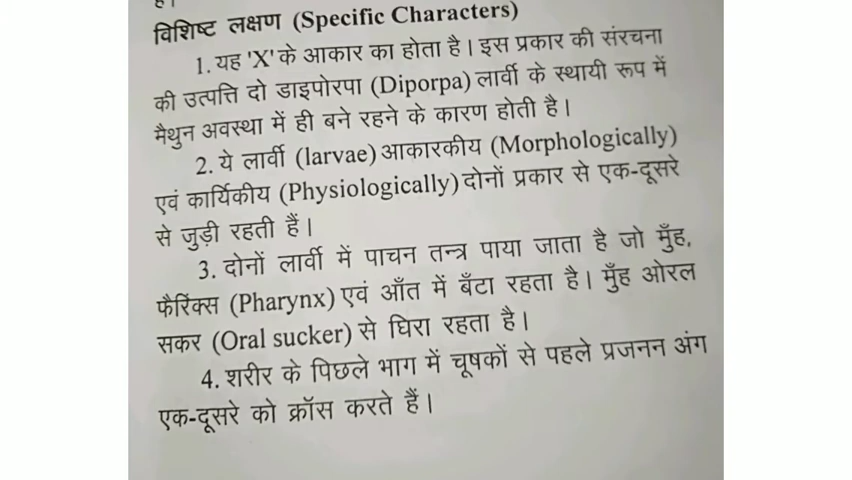 है।
विशिष्ट लक्षण (Specific Characters)
1. यह 'X' के आकार का होता है। इस प्रकार की संरचना
की उत्पत्ति दो डाइपोरपा (Diporpa) लार्वी के स्थायी रूप में
मैथुन अवस्था में ही बने रहने के कारण होती है।
2. ये लार्वी (larvae) आकारकीय (Morphologically)
एवं कार्यिकीय (Physiologically) दोनों प्रकार से एक-दूसरे
से जुड़ी रहती हैं।
3. दोनों लार्वी में पाचन तन्त्र पाया जाता है जो मुँह,
फैरिंक्स (Pharynx) एवं आँत में बँटा रहता है। मुँह ओरल
सकर (Oral sucker) से घिरा रहता है।
4. शरीर के पिछले भाग में चूषकों से पहले प्रजनन अंग
एक-दूसरे को क्रॉस करते हैं।